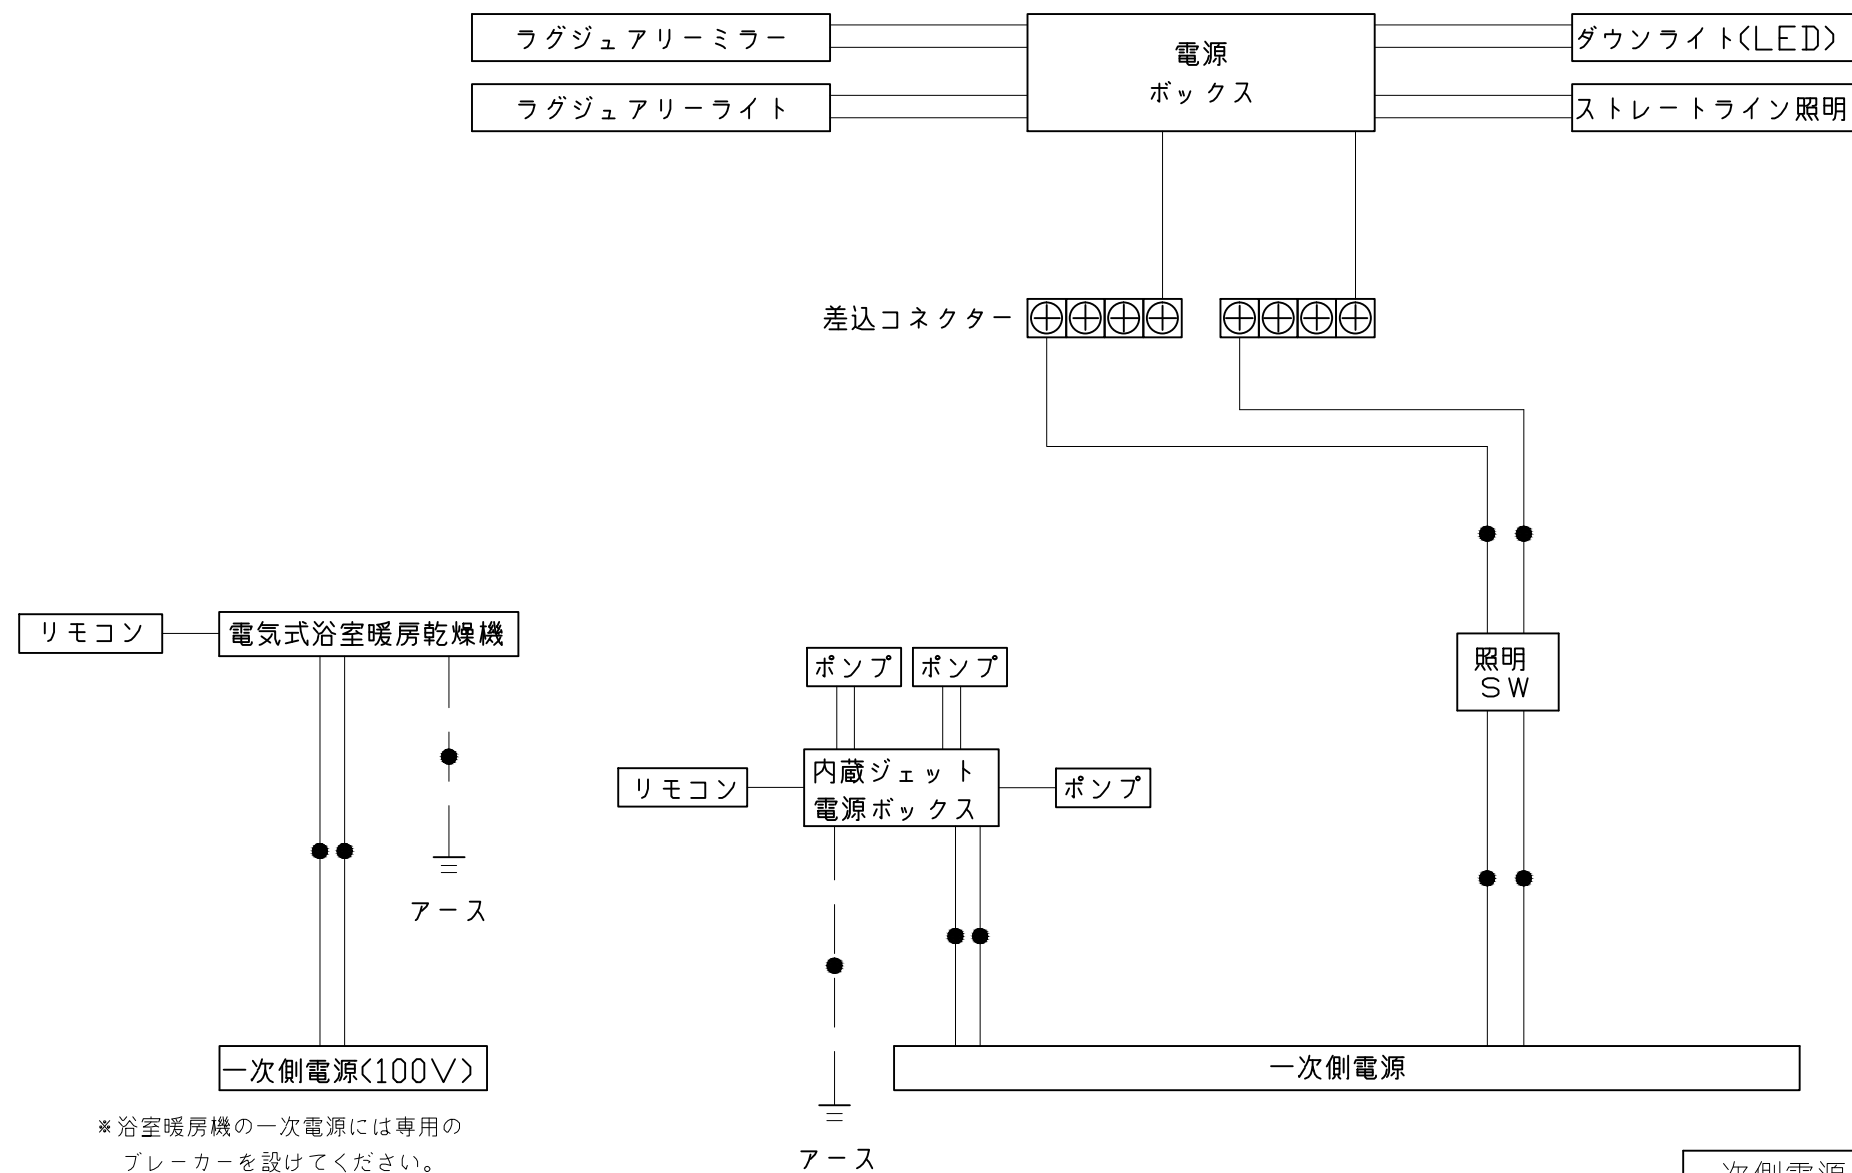 ラグジュアリーミラー
電源
ボックス
ダウンライト(LED)
ラグジュアリーライト
ストレートライン照明
差込コネクター
リモコン
電気式浴室暖房乾燥機
ポンプ
ポンプ
照明
SW
リモコン
内蔵ジェット
電源ボックス
ポンプ
アース
一次側電源(100V)
一次側電源
※浴室暖房機の一次電源には専用の
ブレーカーを設けてください。
アース
次側電源